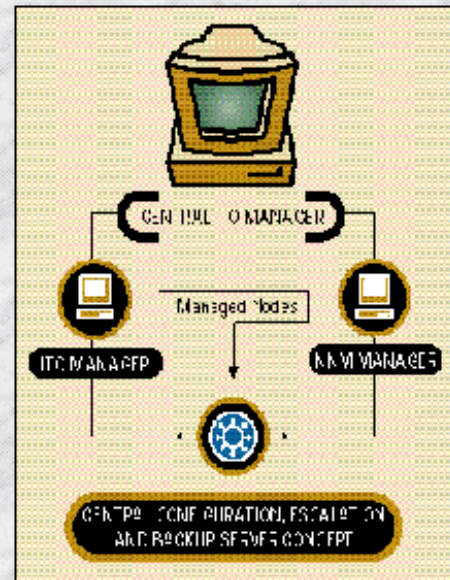 CENTRAL ITO MANAGER
Managed Nodes
ITO MANAGER
NNM MANAGER
CENTRAL CONFIGURATION, ESCALATION
AND BACKUP SERVER CONCEPT